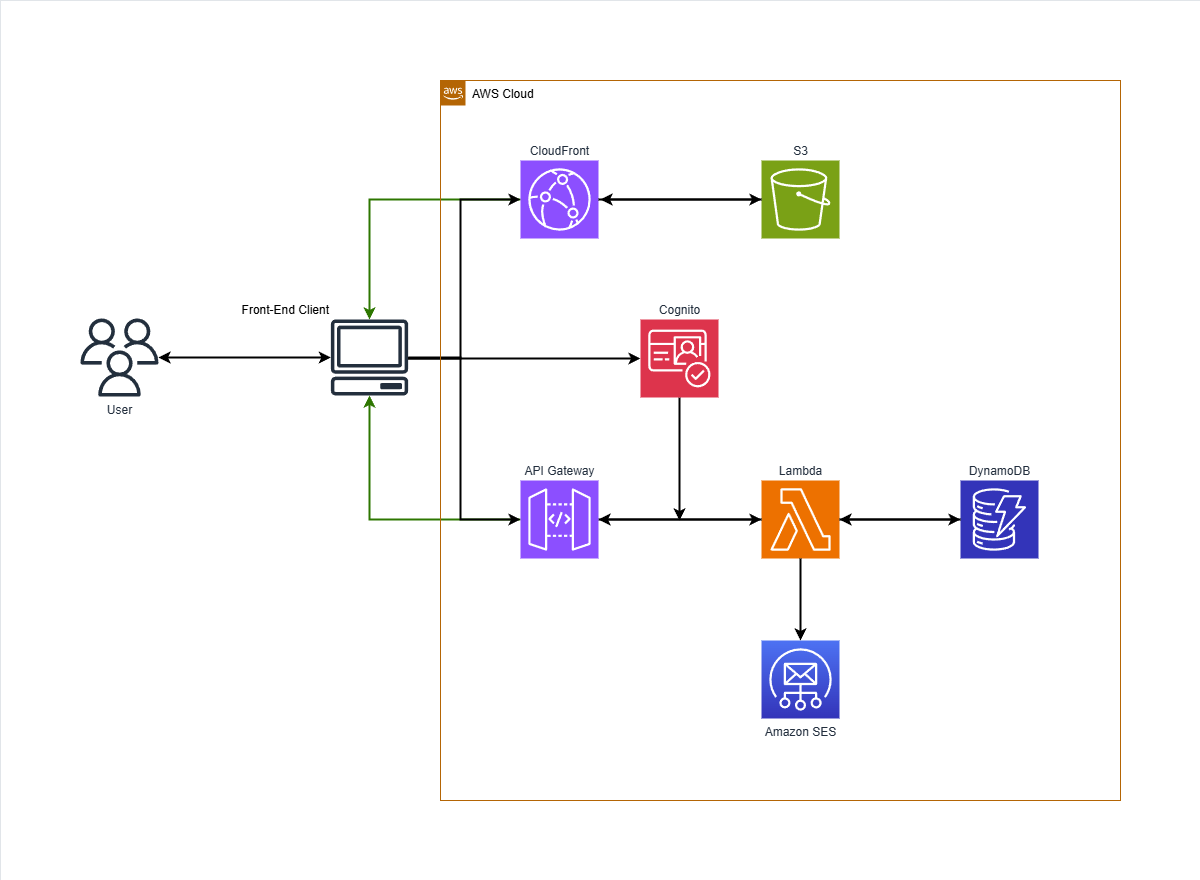 aws
AWS Cloud
CloudFront
S3
Front-End Client
Cognito
User
API Gateway
</>
Lambda
DynamoDB
Amazon SES